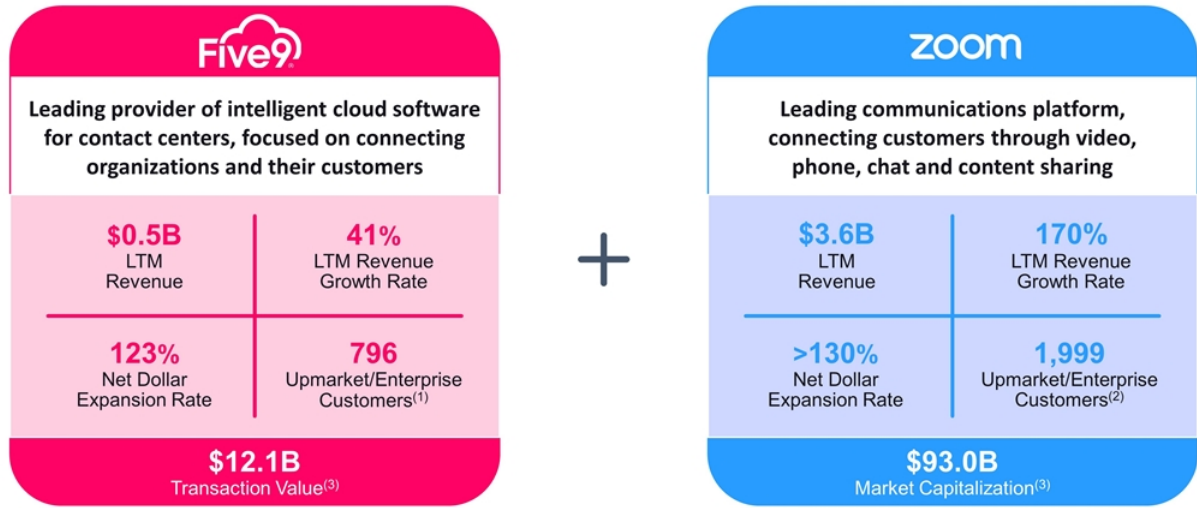 Five9®
Leading provider of intelligent cloud software
for contact centers, focused on connecting
organizations and their customers
$0.5B
LTM
Revenue
41%
LTM Revenue
Growth Rate
123%
Net Dollar
Expansion Rate
796
Upmarket/Enterprise
Customers(1)
$12.1B
Transaction Value(3)
+
zoom
Leading communications platform,
connecting customers through video,
phone, chat and content sharing
$3.6B
LTM
Revenue
170%
LTM Revenue
Growth Rate
>130%
Net Dollar
Expansion Rate
1,999
Upmarket/Enterprise
Customers(2)
$93.0B
Market Capitalization(3)